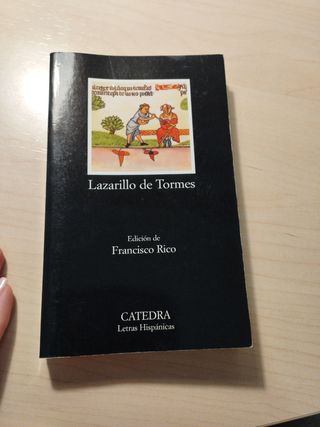 Lazarillo de Tormes
Edición de
Francisco Rico
CATEDRA
Letras Hispánicas